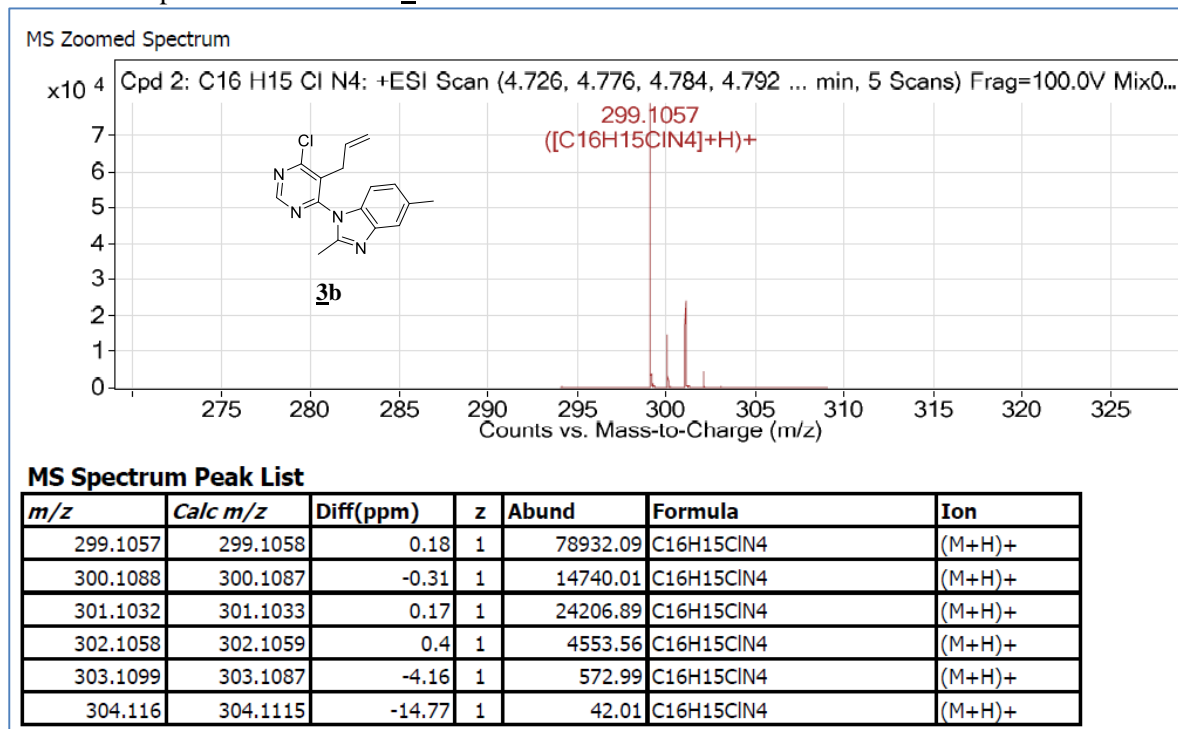 MS Zoomed Spectrum
x10 4
Cpd 2: C16 H15 Cl N4: +ESI Scan (4.726, 4.776, 4.784, 4.792 ... min, 5 Scans) Frag=100.0V Mix0...
299.1057
([C16H15ClN4]+H)+
7
6
5
4
3
2
1
0
Cl
N
N
N
N
3b
275 280 285 290 295 300 305 310 315 320 325
Counts vs. Mass-to-Charge (m/z)
MS Spectrum Peak List
m/z Calc m/z Diff(ppm) z Abund Formula Ion
299.1057 299.1058 0.18 1 78932.09 C16H15ClN4 (M+H)+
300.1088 300.1087 -0.31 1 14740.01 C16H15ClN4 (M+H)+
301.1032 301.1033 0.17 1 24206.89 C16H15ClN4 (M+H)+
302.1058 302.1059 0.4 1 4553.56 C16H15ClN4 (M+H)+
303.1099 303.1087 -4.16 1 572.99 C16H15ClN4 (M+H)+
304.116 304.1115 -14.77 1 42.01 C16H15ClN4 (M+H)+